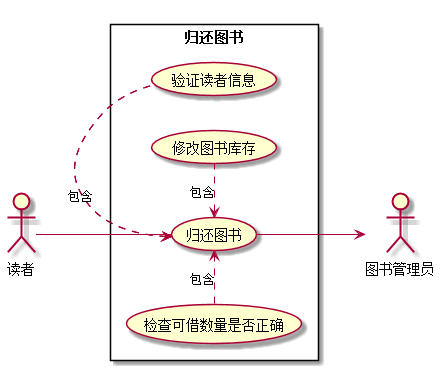 归还图书
验证读者信息
修改图书库存
包含
包含
归还图书
读者
图书管理员
包含
检查可借数量是否正确